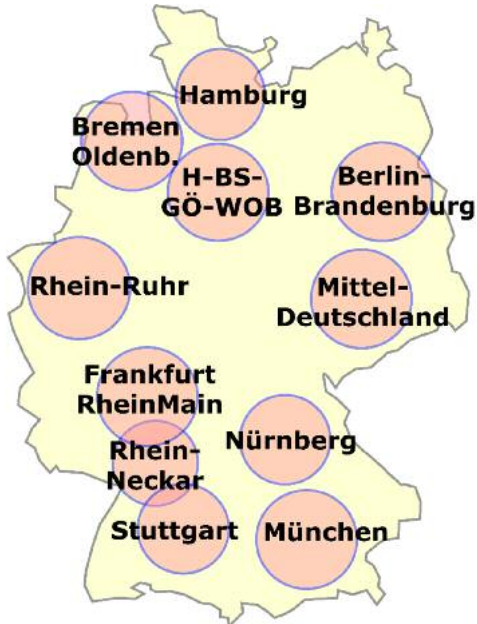 Hamburg
Bremen
Oldenb.
H-BS-
GÖ-WOB
Berlin-
Brandenburg
Rhein-Ruhr
Mittel-
Deutschland
Frankfurt
RheinMain
Nürnberg
Rhein-
Neckar
Stuttgart
München